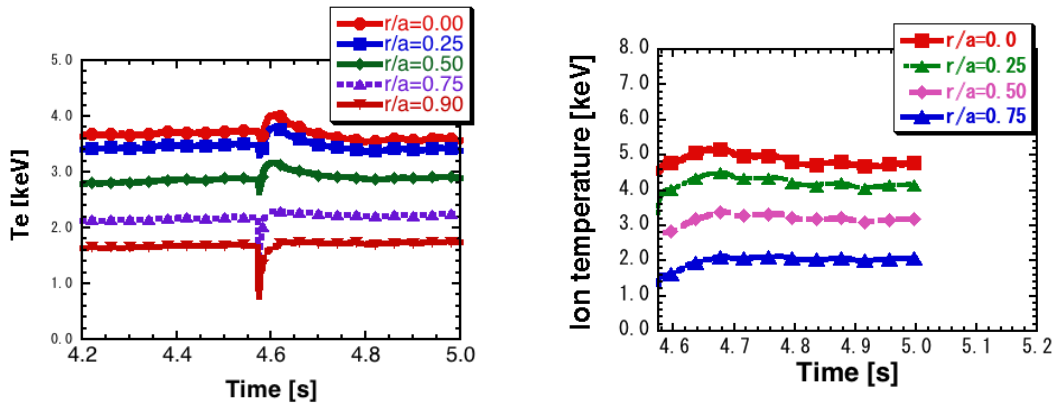 r/a=0.00
r/a=0.25
r/a=0.50
r/a=0.75
r/a=0.90
5.0
4.0
3.0
2.0
1.0
0.0
Te [keV]
4.2 4.4 4.6 4.8 5.0
Time [s]
r/a=0.0
r/a=0.25
r/a=0.50
r/a=0.75
8.0
7.0
6.0
5.0
4.0
3.0
2.0
1.0
0.0
Ion temperature [keV]
4.6 4.7 4.8 4.9 5.0 5.1 5.2
Time [s]